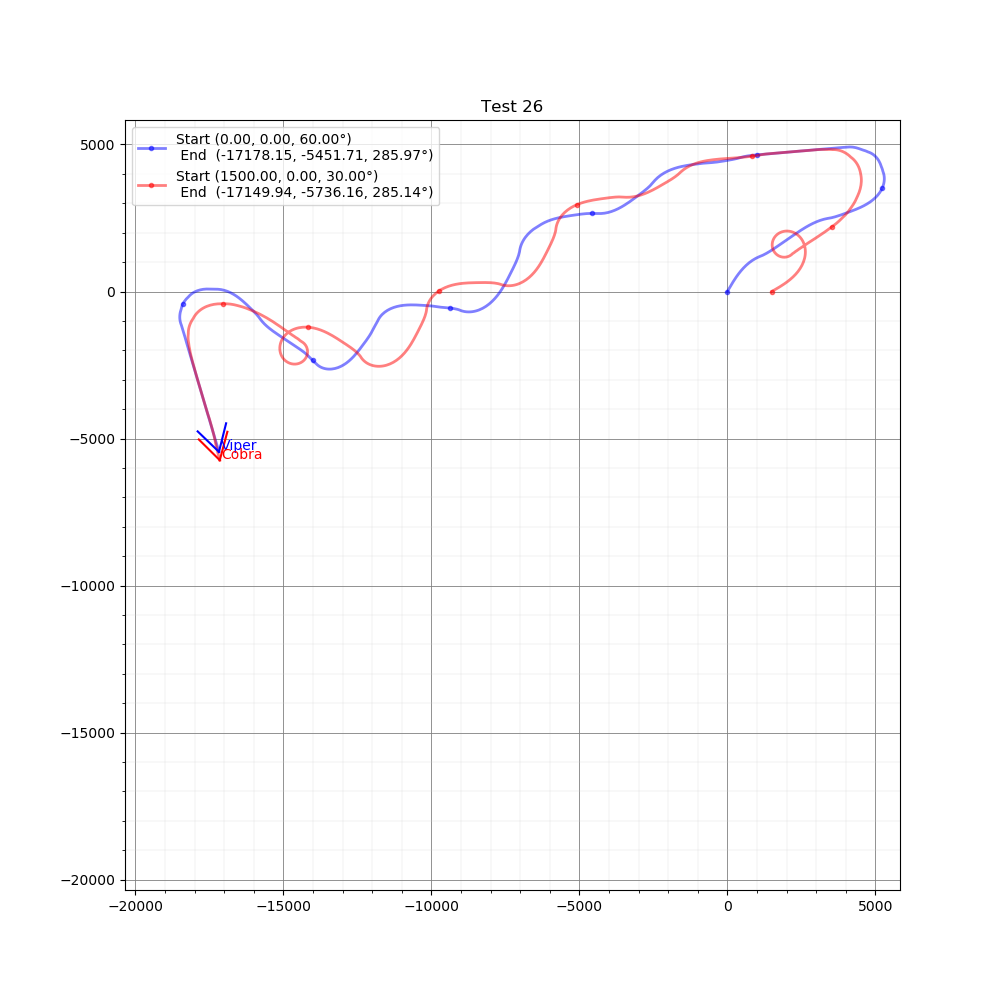 Test 26
Start (0.00, 0.00, 60.00°)
End (-17178.15, -5451.71, 285.97°)
Start (1500.00, 0.00, 30.00°)
End (-17149.94, -5736.16, 285.14°)
5000
0
−5000
−10000
−15000
−20000
Viper
Cobra
−20000
−15000
−10000
−5000
0
5000